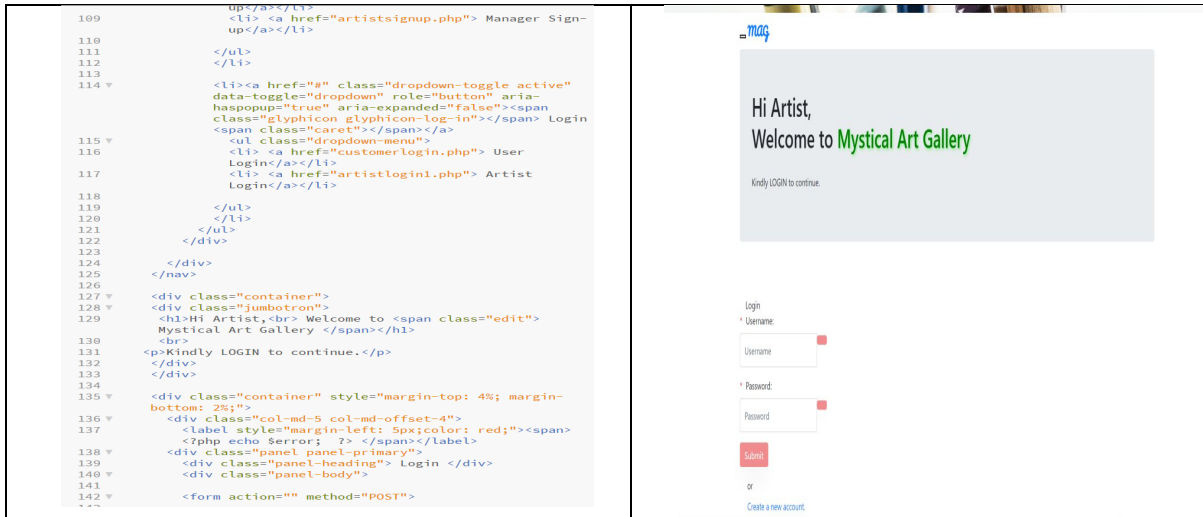 up</a></li>
109 <li> <a href="artistsignup.php"> Manager Sign-
up</a></li>
110
111 </ul>
112 </li>
113
114 <li><a href="#" class="dropdown-toggle active"
data-toggle="dropdown" role="button" aria-
haspopup="true" aria-expanded="false"><span
class="glyphicon glyphicon-log-in"></span> Login
<span class="caret"></span></a>
115 <ul class="dropdown-menu">
116 <li> <a href="customerlogin.php"> User
Login</a></li>
117 <li> <a href="artistlogin1.php"> Artist
Login</a></li>
118
119 </ul>
120 </li>
121 </ul>
122 </div>
123
124 </div>
125 </nav>
126
127 <div class="container">
128 <div class="jumbotron">
129 <h1>Hi Artist,<br> Welcome to <span class="edit">
Mystical Art Gallery </span></h1>
130 <br>
131 <p>Kindly LOGIN to continue.</p>
132 </div>
133 </div>
134
135 <div class="container" style="margin-top: 4%; margin-
bottom: 2%;">
136 <div class="col-md-5 col-md-offset-4">
137 <label style="margin-left: 5px;color: red;"><span>
<?php echo $error; ?> </span></label>
138 <div class="panel panel-primary">
139 <div class="panel-heading"> Login </div>
140 <div class="panel-body">
141
142 <form action="" method="POST">
mag
Hi Artist,
Welcome to Mystical Art Gallery
Kindly LOGIN to continue.
Login
* Username:
Username
* Password:
Password
Submit
or
Create a new account.